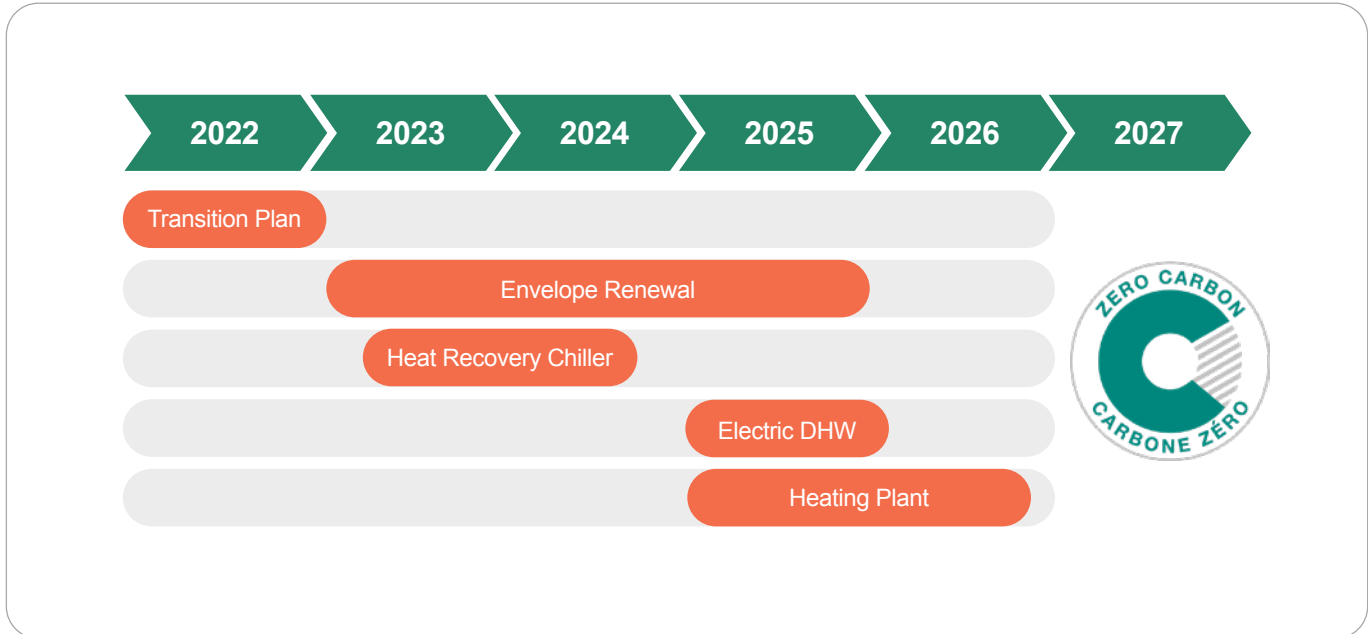 2022 2023 2024 2025 2026 2027
Transition Plan
Envelope Renewal
Heat Recovery Chiller
Electric DHW
Heating Plant
ZERO CARBON
CARBONE ZÉRO